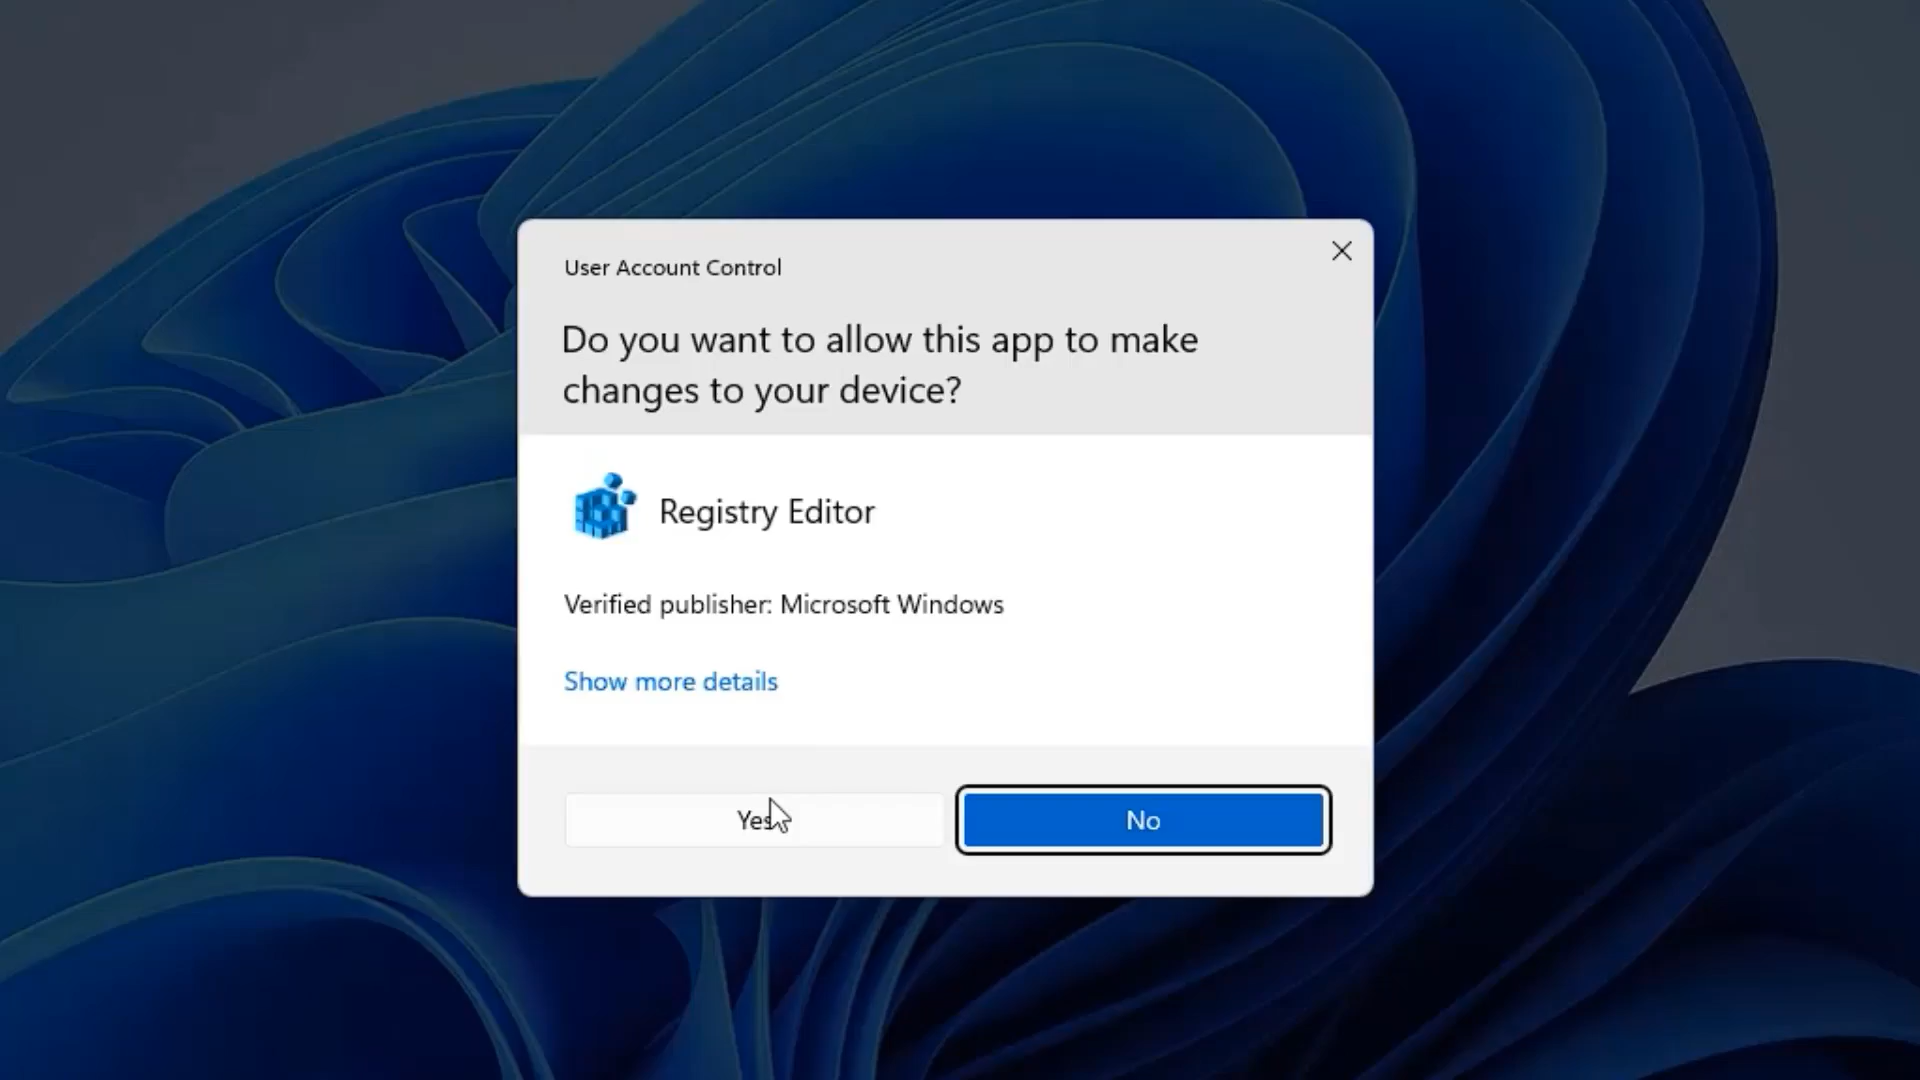 User Account Control
Do you want to allow this app to make
changes to your device?
Registry Editor
Verified publisher: Microsoft Windows
Show more details
Yes
No